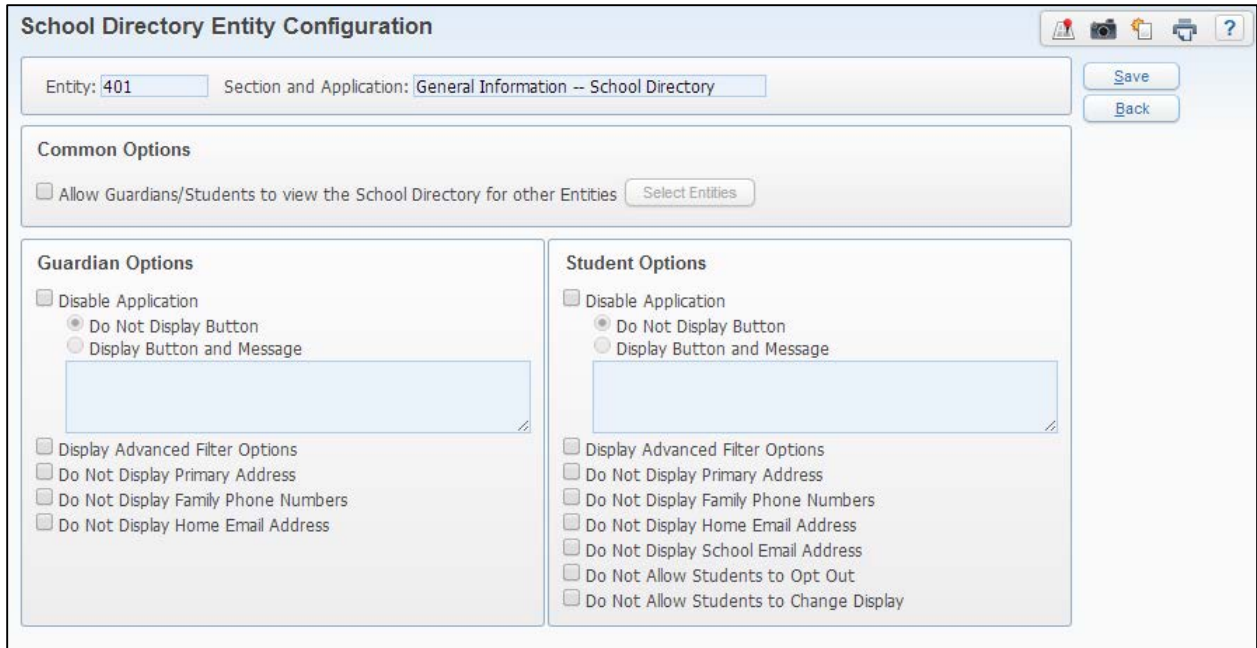 School Directory Entity Configuration
?
Entity: 401 Section and Application: General Information -- School Directory
Save
Back
Common Options
Allow Guardians/Students to view the School Directory for other Entities Select Entities
Guardian Options
Disable Application
Do Not Display Button
Display Button and Message
Display Advanced Filter Options
Do Not Display Primary Address
Do Not Display Family Phone Numbers
Do Not Display Home Email Address
Student Options
Disable Application
Do Not Display Button
Display Button and Message
Display Advanced Filter Options
Do Not Display Primary Address
Do Not Display Family Phone Numbers
Do Not Display Home Email Address
Do Not Display School Email Address
Do Not Allow Students to Opt Out
Do Not Allow Students to Change Display